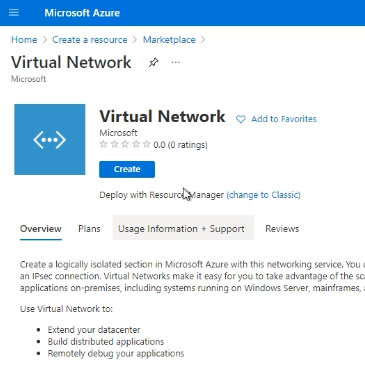 Microsoft Azure
Home > Create a resource > Marketplace >
Virtual Network
Microsoft
Virtual Network
Add to Favorites
Microsoft
0.0 (0 ratings)
Create
Deploy with Resource Manager (change to Classic)
Overview Plans Usage Information + Support Reviews
Create a logically isolated section in Microsoft Azure with this networking service. You
an IPsec connection. Virtual Networks make it easy for you to take advantage of the
applications on-premises, including systems running on Windows Server, mainframes,
Use Virtual Network to:
• Extend your datacenter
• Build distributed applications
• Remotely debug your applications